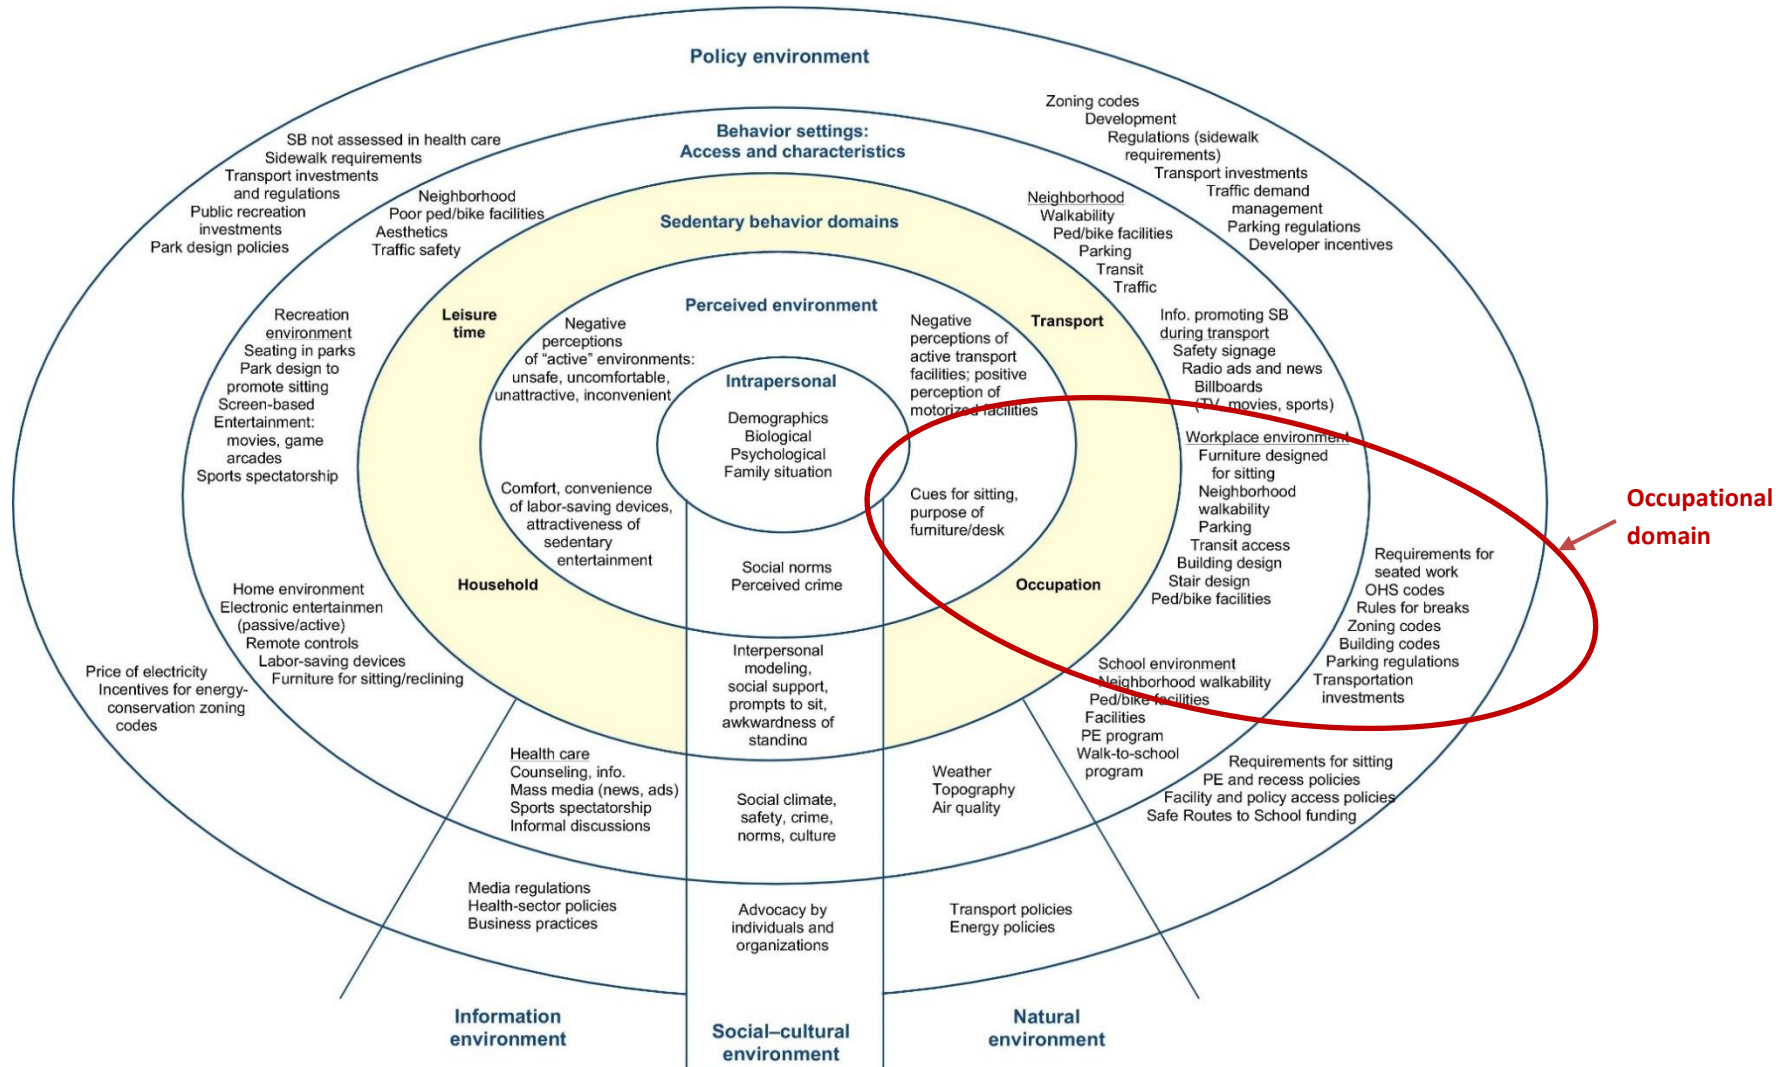 Policy environment
SB not assessed in health care
Sidewalk requirements
Transport investments
and regulations
Public recreation
investments
Park design policies
Zoning codes
Development
Regulations (sidewalk
requirements)
Transport investments
Traffic demand
management
Parking regulations
Developer incentives
Behavior settings:
Access and characteristics
Neighborhood
Poor ped/bike facilities
Aesthetics
Traffic safety
Neighborhood
Walkability
Ped/bike facilities
Parking
Transit
Traffic
Sedentary behavior domains
Recreation
environment
Seating in parks
Park design to
promote sitting
Screen-based
Entertainment:
movies, game
arcades
Sports spectatorship
Leisure
time
Perceived environment
Negative
perceptions
of “active” environments:
unsafe, uncomfortable,
unattractive, inconvenient
Negative
perceptions of
active transport
facilities; positive
perception of
motorized facilities
Transport
Info. promoting SB
during transport
Safety signage
Radio ads and news
Billboards
(TV, movies, sports)
Intrapersonal
Demographics
Biological
Psychological
Family situation
Workplace environment
Furniture designed
for sitting
Neighborhood
walkability
Parking
Transit access
Building design
Stair design
Ped/bike facilities
Occupational
domain
Comfort, convenience
of labor-saving devices,
attractiveness of
sedentary
entertainment
Cues for sitting,
purpose of
furniture/desk
Social norms
Perceived crime
Household
Occupation
Requirements for
seated work
OHS codes
Rules for breaks
Zoning codes
Building codes
Parking regulations
Transportation
investments
Home environment
Electronic entertainmen
(passive/active)
Remote controls
Labor-saving devices
Furniture for sitting/reclining
Price of electricity
Incentives for energy-
conservation zoning
codes
Interpersonal
modeling,
social support,
prompts to sit,
awkwardness of
standing
School environment
Neighborhood walkability
Ped/bike facilities
Facilities
PE program
Walk-to-school
program
Health care
Counseling, info.
Mass media (news, ads)
Sports spectatorship
Informal discussions
Social climate,
safety, crime,
norms, culture
Weather
Topography
Air quality
Requirements for sitting
PE and recess policies
Facility and policy access policies
Safe Routes to School funding
Media regulations
Health-sector policies
Business practices
Advocacy by
individuals and
organizations
Transport policies
Energy policies
Information
environment
Social–cultural
environment
Natural
environment